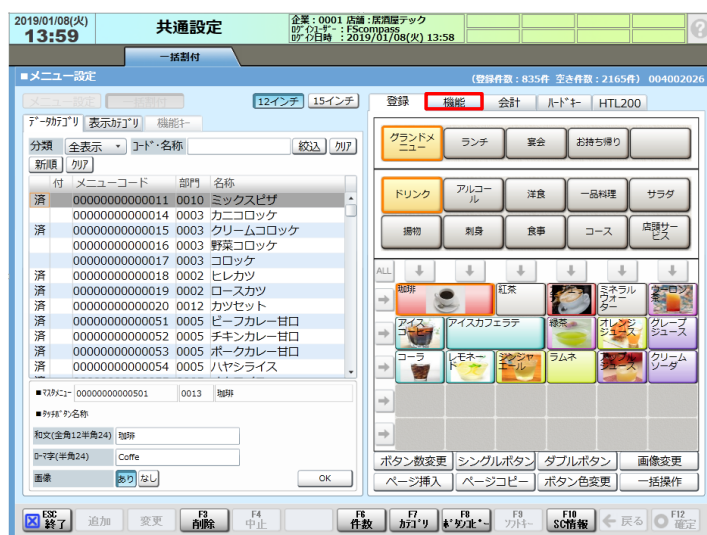 2019/01/08(火)
13:59
共通設定
企業：0001 店舗：居酒屋テック
ﾛｸﾞｲﾝﾕｰｻﾞｰ：FScompass
ﾛｸﾞｲﾝ日時 ：2019/01/08(火) 13:58
一括割付
■メニュー設定
(登録件数：835件 空き件数：2165件) 004002026
メニュー設定 一括割付 12インチ 15インチ
ﾃﾞｰﾀｶﾃｺﾞﾘ 表示ｶﾃｺﾞﾘ 機能ｷｰ
分類 全表示 ｺｰﾄﾞ･名称 絞込 ｸﾘｱ
新順 ｸﾘｱ
付 メニューコード 部門 名称
済 00000000000011 0010 ミックスピザ
00000000000014 0003 カニコロッケ
済 00000000000015 0003 クリームコロッケ
00000000000016 0003 野菜コロッケ
00000000000017 0003 コロッケ
済 00000000000018 0002 ヒレカツ
済 00000000000019 0002 ロースカツ
済 00000000000020 0012 カツセット
済 00000000000051 0005 ビーフカレー甘口
済 00000000000052 0005 チキンカレー甘口
済 00000000000053 0005 ポークカレー甘口
済 00000000000054 0005 ハヤシライス
■ﾏｽﾀﾒﾆｭｰ 00000000000501 0013 珈琲
■ﾀｯﾁﾎﾞﾀﾝ名称
和文(全角12半角24) 珈琲
ﾛｰﾏ字(半角24) Coffe
画像 あり なし OK
登録 機能 会計 ﾊｰﾄﾞｷｰ HTL200
グランドメニュー ランチ 宴会 お持ち帰り
ドリンク アルコール 洋食 一品料理 サラダ
揚物 刺身 食事 コース 店頭サービス
ALL
珈琲 紅茶 ミネラルウォーター ウーロン茶
アイスコーヒー アイスカフェラテ 緑茶 オレンジジュース グレープジュース
コーラ レモネード ジンジャエール ラムネ アップルジュース クリームソーダ
ボタン数変更 シングルボタン ダブルボタン 画像変更
ページ挿入 ページコピー ボタン色変更 一括操作
ESC 終了 追加 変更 F3 削除 F4 中止 F6 件数 F7 ｶﾃｺﾞﾘ F8 ﾎﾞﾀﾝｺﾋﾟｰ F9 ｿﾌﾄｷｰ F10 SC情報 戻る F12 確定